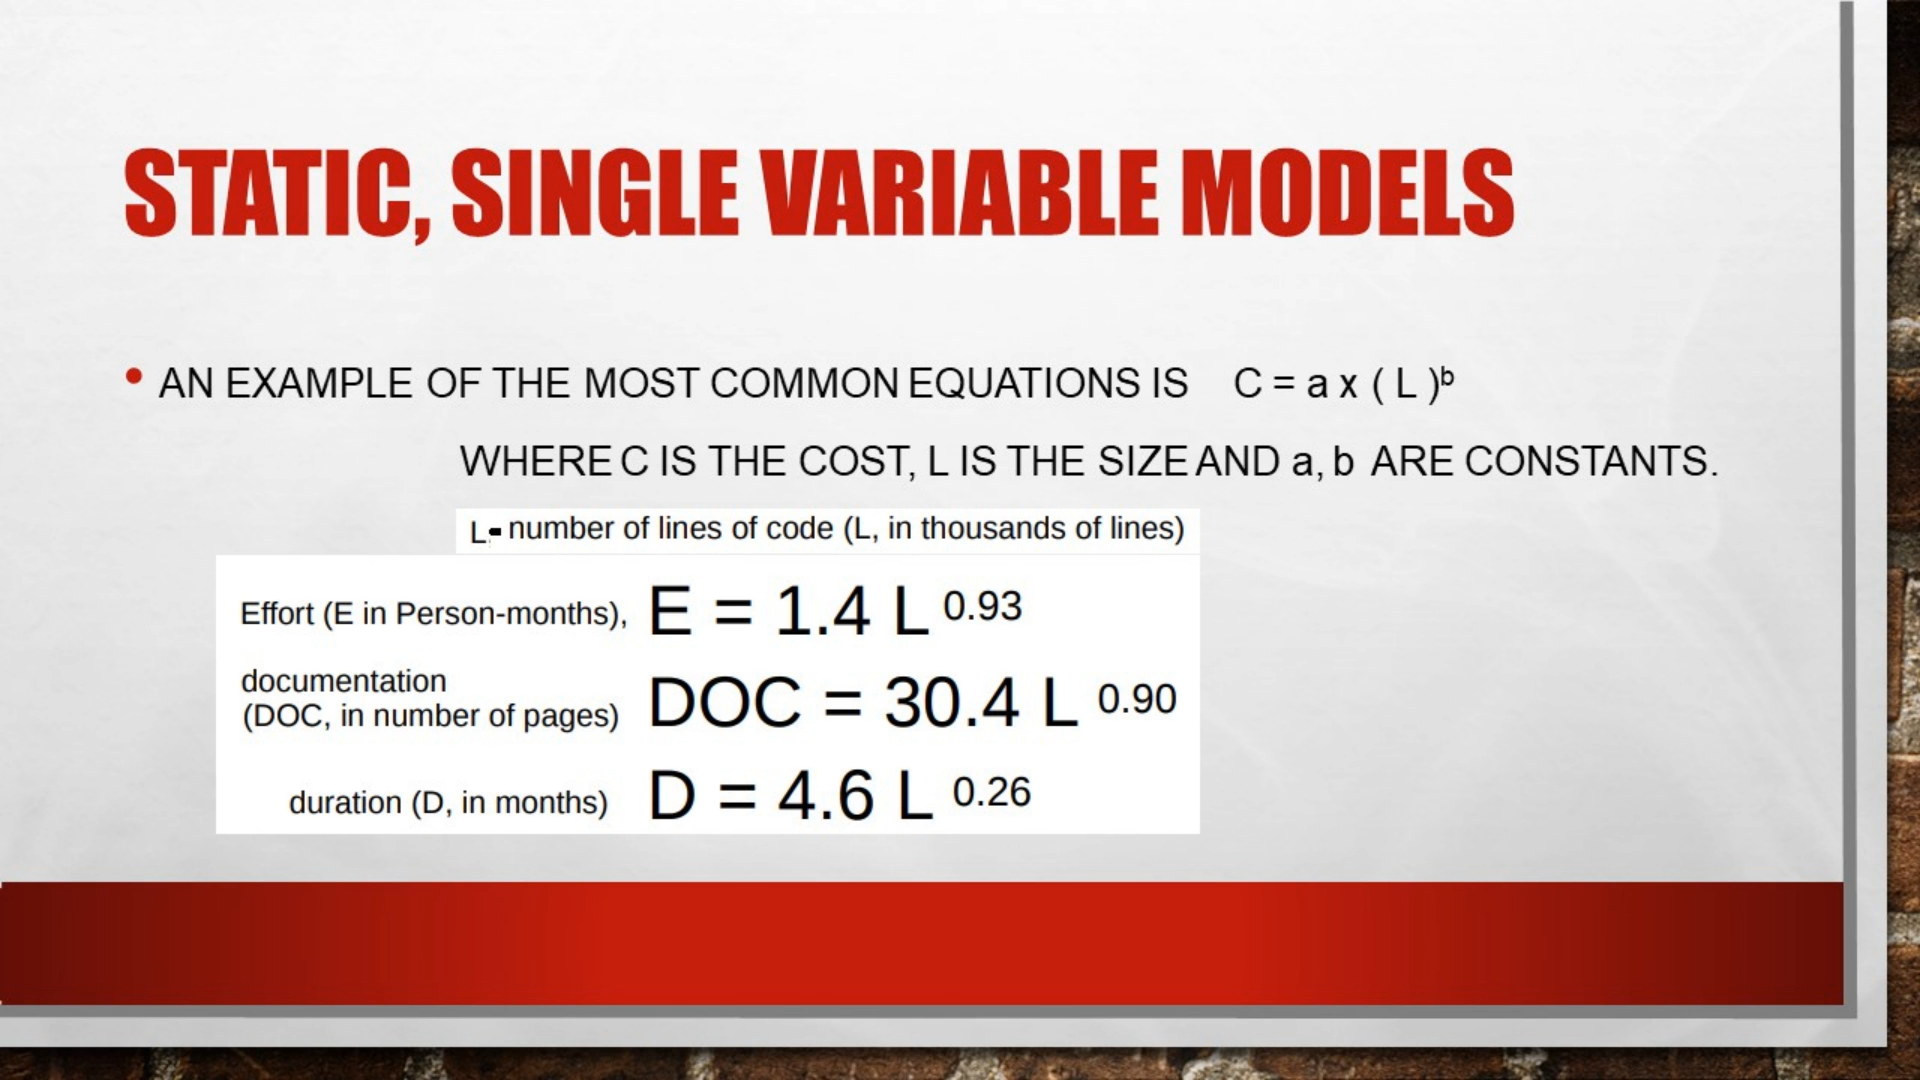 STATIC, SINGLE VARIABLE MODELS
• AN EXAMPLE OF THE MOST COMMON EQUATIONS IS C = a x ( L )ᵇ
WHERE C IS THE COST, L IS THE SIZE AND a, b ARE CONSTANTS.
L- number of lines of code (L, in thousands of lines)
Effort (E in Person-months), E = 1.4 L 0.93
documentation
(DOC, in number of pages) DOC = 30.4 L 0.90
duration (D, in months) D = 4.6 L 0.26